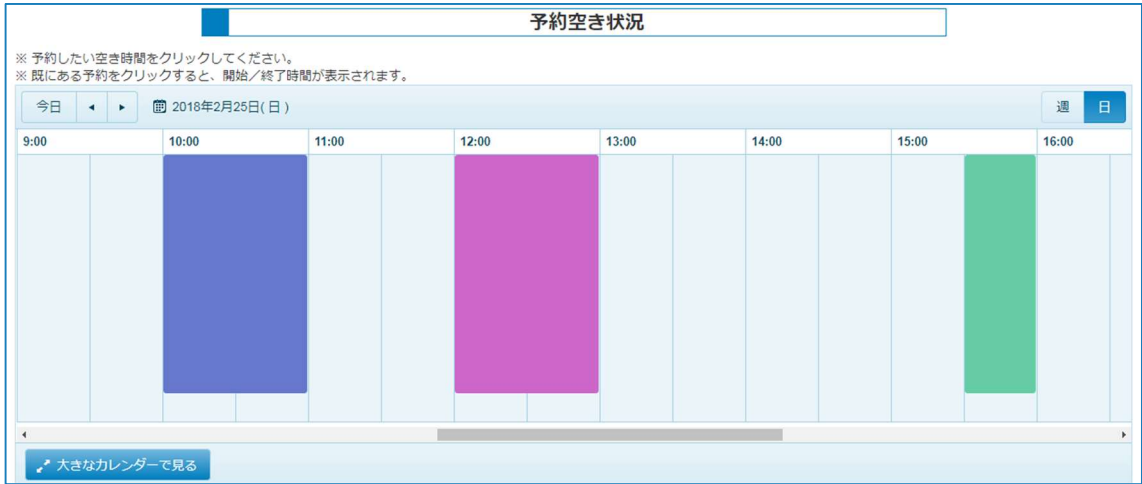 予約空き状況
※ 予約したい空き時間をクリックしてください。
※ 既にある予約をクリックすると、開始／終了時間が表示されます。
今日 2018年2月25日( 日 ) 週 日
9:00 10:00 11:00 12:00 13:00 14:00 15:00 16:00
大きなカレンダーで見る